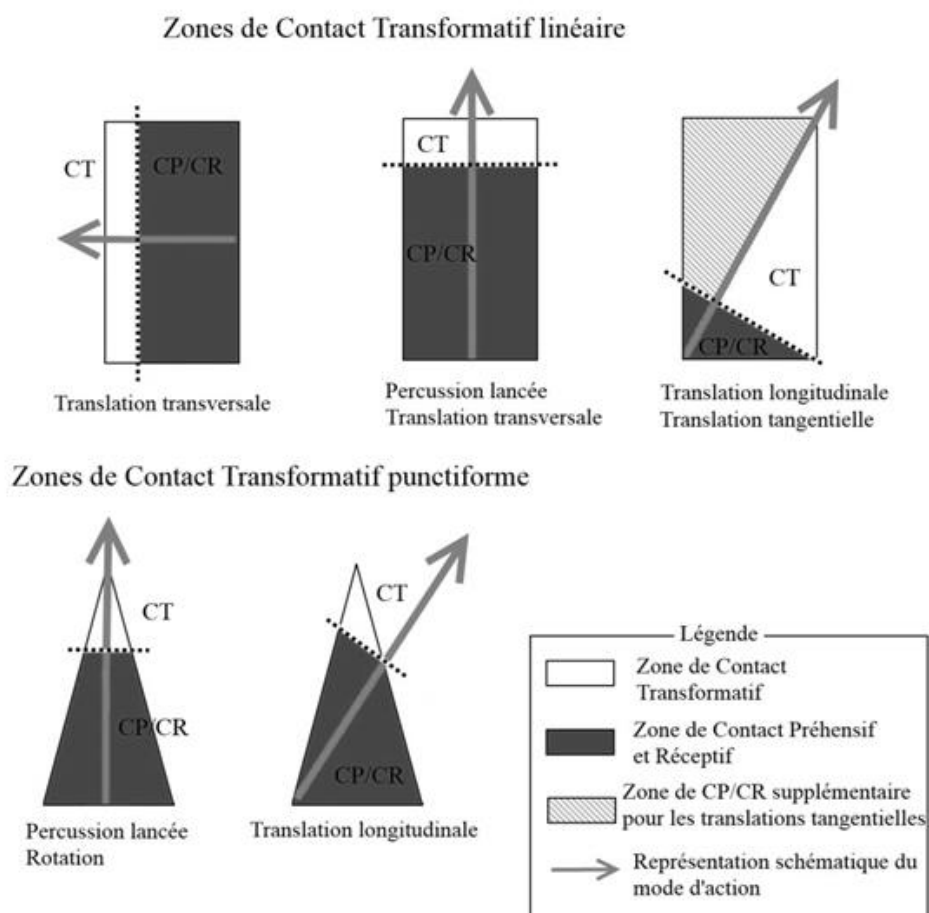 Zones de Contact Transformatif linéaire
CT
CP/CR
Translation transversale
CT
CP/CR
Percussion lancée
Translation transversale
CT
CP/CR
Translation longitudinale
Translation tangentielle
Zones de Contact Transformatif punctiforme
CT
CP/CR
Percussion lancée
Rotation
CT
CP/CR
Translation longitudinale
Légende
Zone de Contact
Transformatif
Zone de Contact Préhensif
et Réceptif
Zone de CP/CR supplémentaire
pour les translations tangentielles
Représentation schématique du
mode d'action